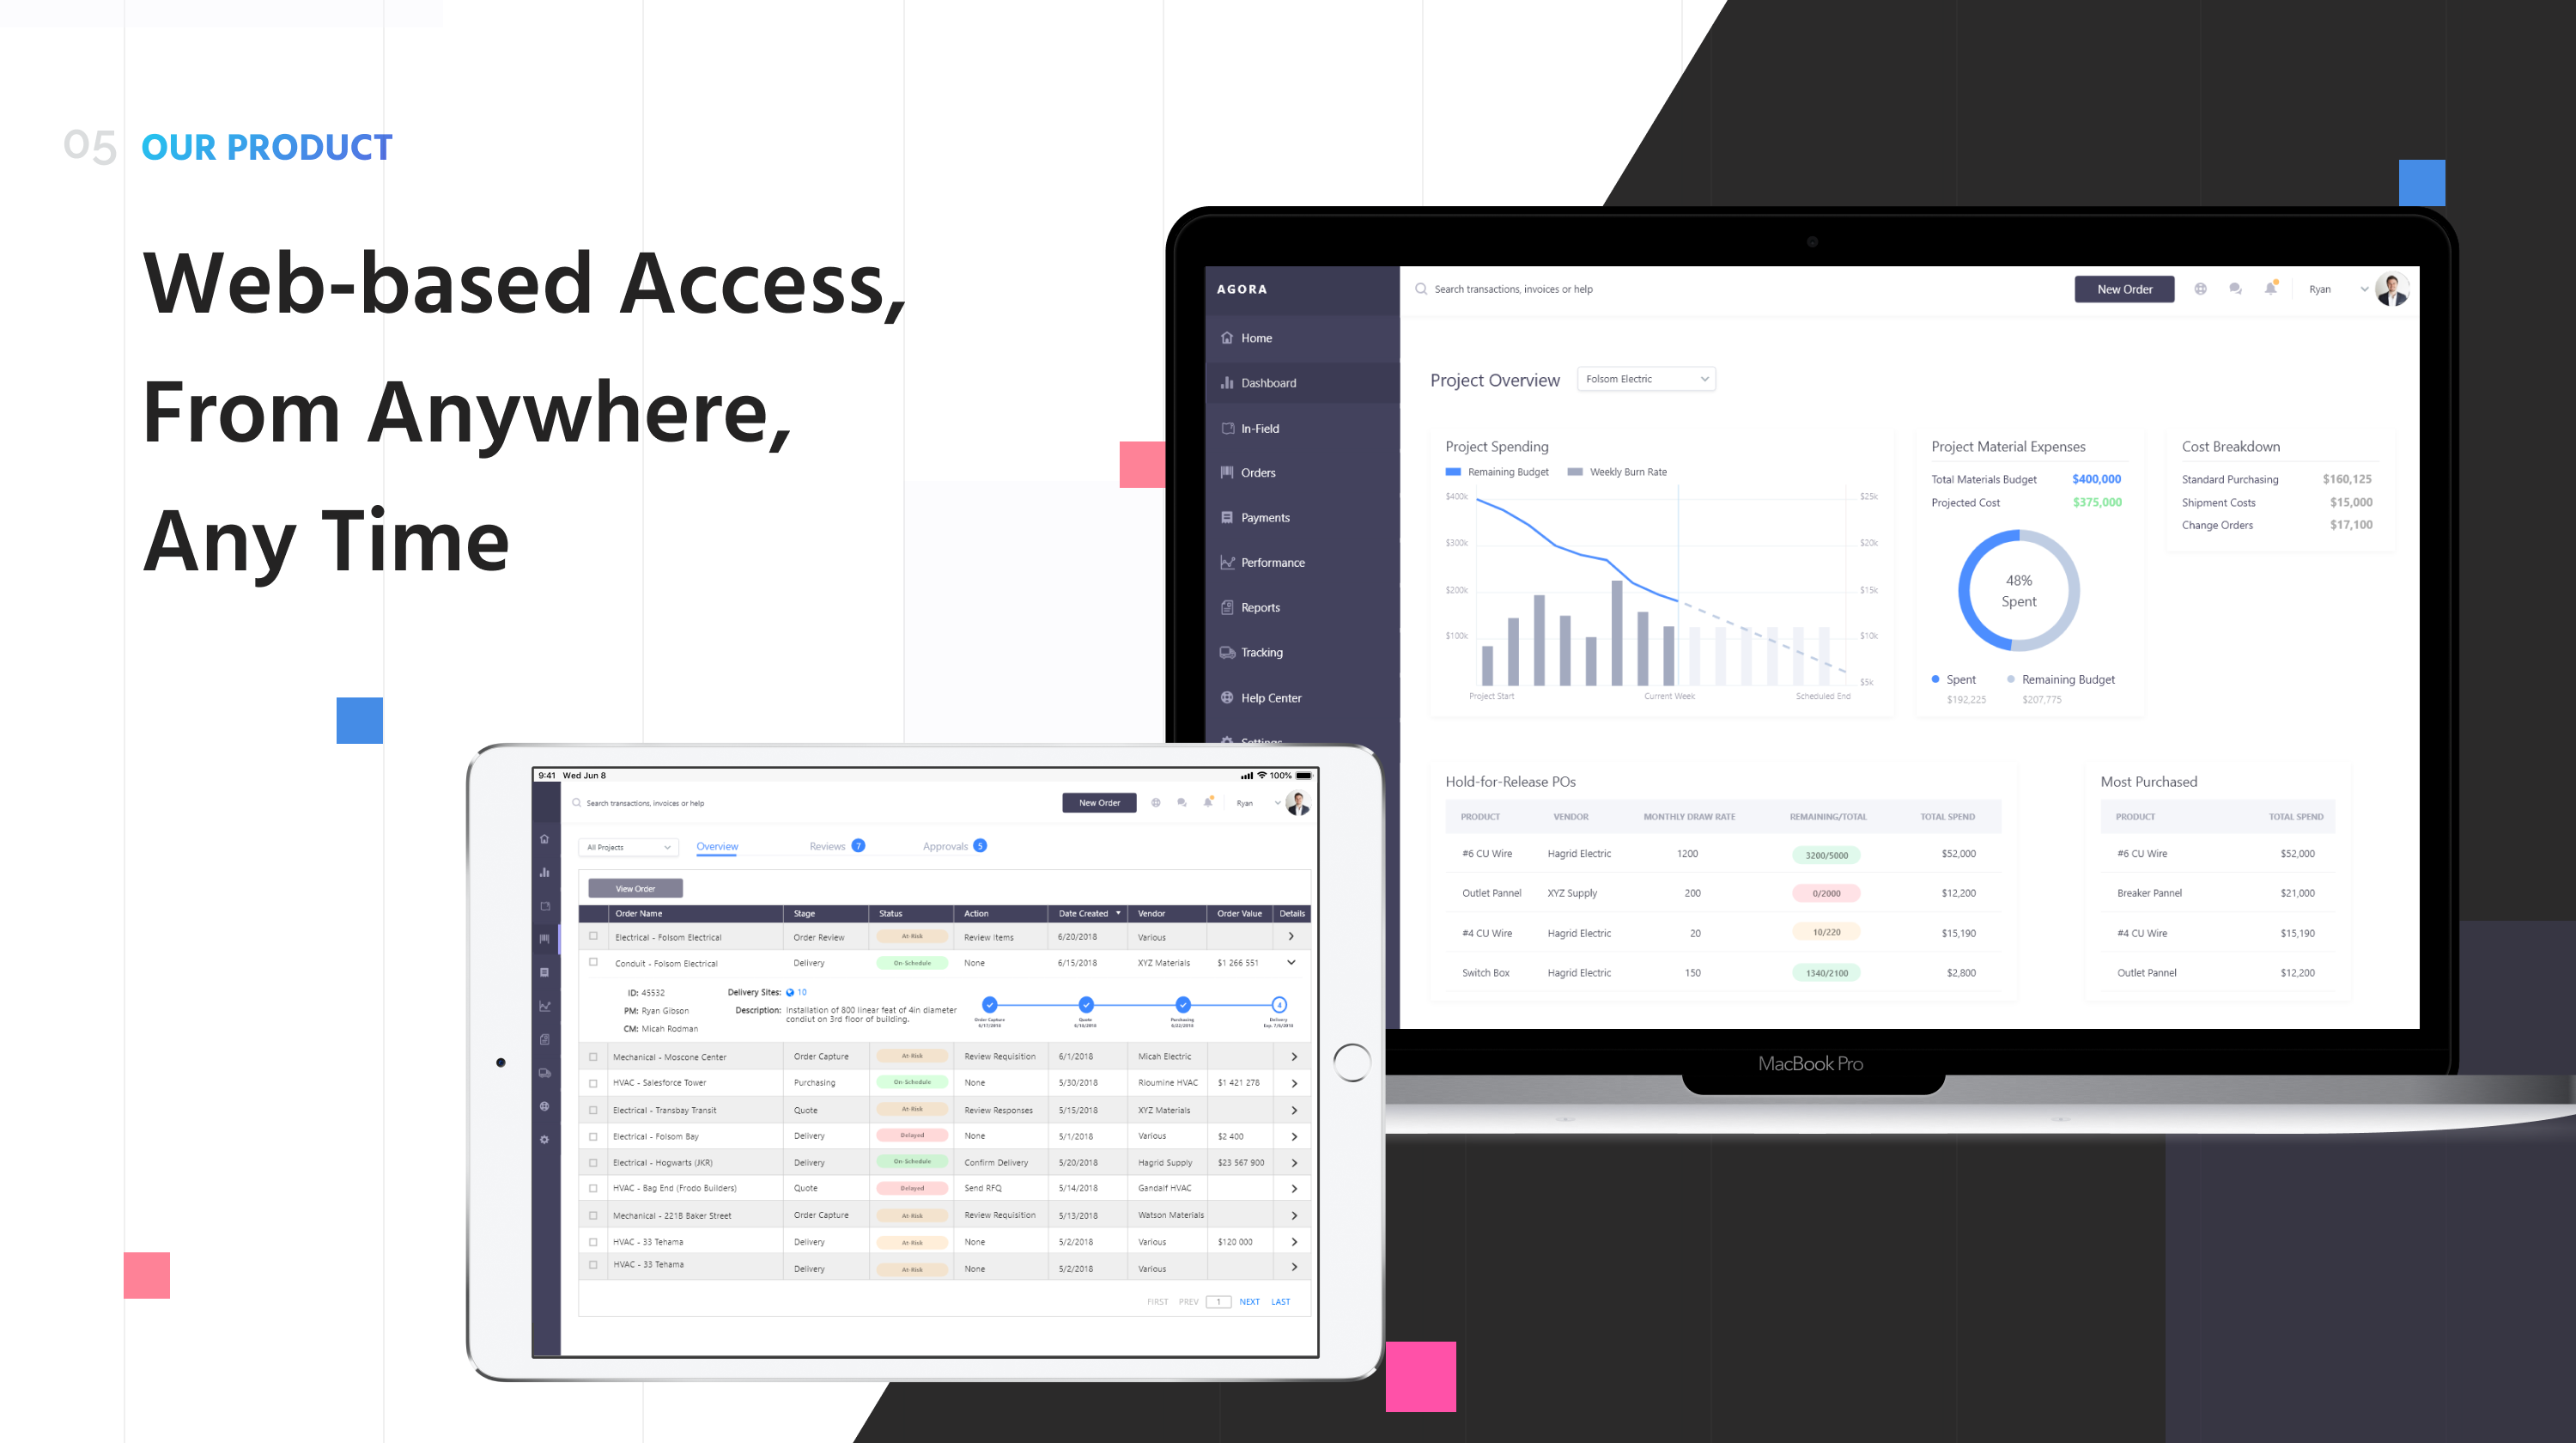 05 OUR PRODUCT
Web-based Access,
From Anywhere,
Any Time
AGORA
Search transactions, invoices or help
New Order
Ryan
Home
Dashboard
In-Field
Orders
Payments
Performance
Reports
Tracking
Help Center
Settings
Project Overview
Folsom Electric
Project Spending
Remaining Budget
Weekly Burn Rate
$400k
$300k
$200k
$100k
$25k
$20k
$15k
$10k
$5k
Project Start
Current Week
Scheduled End
Project Material Expenses
Total Materials Budget $400,000
Projected Cost $375,000
48%
Spent
Spent
Remaining Budget
$192,225
$207,775
Cost Breakdown
Standard Purchasing $160,125
Shipment Costs $15,000
Change Orders $17,100
Hold-for-Release POs
PRODUCT VENDOR MONTHLY DRAW RATE REMAINING/TOTAL TOTAL SPEND
#6 CU Wire Hagrid Electric 1200 3200/5000 $52,000
Outlet Pannel XYZ Supply 200 0/2000 $12,200
#4 CU Wire Hagrid Electric 20 10/220 $15,190
Switch Box Hagrid Electric 150 1340/2100 $2,800
Most Purchased
PRODUCT TOTAL SPEND
#6 CU Wire $52,000
Breaker Pannel $21,000
#4 CU Wire $15,190
Outlet Pannel $12,200
MacBook Pro
9:41 Wed Jun 8
100%
Search transactions, invoices or help
New Order
Ryan
All Projects
Overview
Reviews 7
Approvals 5
View Order
Order Name Stage Status Action Date Created Vendor Order Value Details
Electrical - Folsom Electrical Order Review At-Risk Review Items 6/20/2018 Various
Conduit - Folsom Electrical Delivery On-Schedule None 6/15/2018 XYZ Materials $1 266 551
ID: 45532
PM: Ryan Gibson
CM: Micah Rodman
Delivery Sites: 10
Description: Installation of 800 linear feat of 4in diameter
condiut on 3rd floor of building.
4
Order Capture
6/17/2018
Quote
6/18/2018
Purchasing
6/22/2018
Delivery
Exp. 7/6/2018
Mechanical - Moscone Center Order Capture At-Risk Review Requisition 6/1/2018 Micah Electric
HVAC - Salesforce Tower Purchasing On-Schedule None 5/30/2018 Rioumine HVAC $1 421 278
Electrical - Transbay Transit Quote At-Risk Review Responses 5/15/2018 XYZ Materials
Electrical - Folsom Bay Delivery Delayed None 5/1/2018 Various $2 400
Electrical - Hogwarts (JKR) Delivery On-Schedule Confirm Delivery 5/20/2018 Hagrid Supply $23 567 900
HVAC - Bag End (Frodo Builders) Quote Delayed Send RFQ 5/14/2018 Gandalf HVAC
Mechanical - 221B Baker Street Order Capture At-Risk Review Requisition 5/13/2018 Watson Materials
HVAC - 33 Tehama Delivery At-Risk None 5/2/2018 Various $120 000
HVAC - 33 Tehama Delivery At-Risk None 5/2/2018 Various
FIRST PREV 1 NEXT LAST